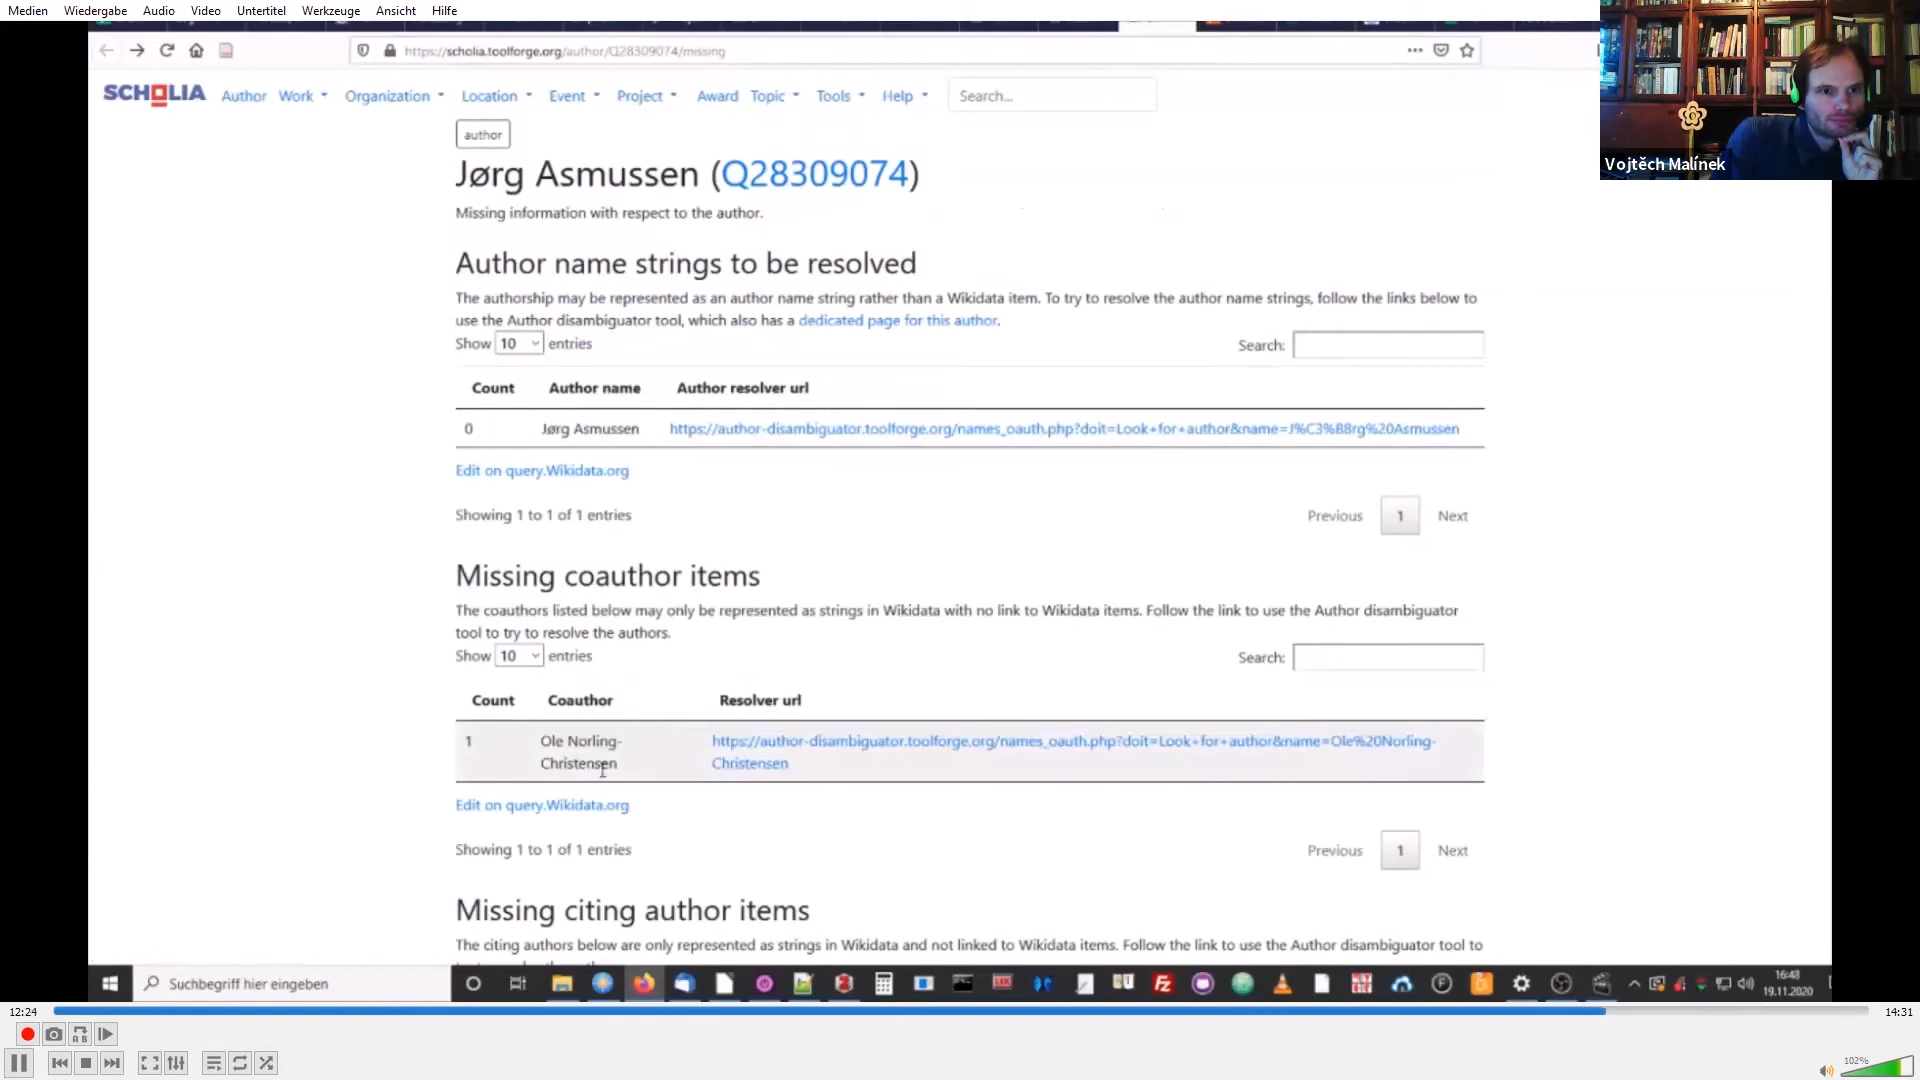 Medien Wiedergabe Audio Video Untertitel Werkzeuge Ansicht Hilfe
https://scholia.toolforge.org/author/Q28309074/missing
SCHOLIA Author Work Organization Location Event Project Award Topic Tools Help Search...
Vojtěch Malínek
author
Jørg Asmussen (Q28309074)
Missing information with respect to the author.
Author name strings to be resolved
The authorship may be represented as an author name string rather than a Wikidata item. To try to resolve the author name strings, follow the links below to
use the Author disambiguator tool, which also has a dedicated page for this author.
Show 10 entries Search:
Count Author name Author resolver url
0 Jørg Asmussen https://author-disambiguator.toolforge.org/names_oauth.php?doit=Look+for+author&name=J%C3%B8rg%20Asmussen
Edit on query.Wikidata.org
Showing 1 to 1 of 1 entries Previous 1 Next
Missing coauthor items
The coauthors listed below may only be represented as strings in Wikidata with no link to Wikidata items. Follow the link to use the Author disambiguator
tool to try to resolve the authors.
Show 10 entries Search:
Count Coauthor Resolver url
1 Ole Norling- https://author-disambiguator.toolforge.org/names_oauth.php?doit=Look+for+author&name=Ole%20Norling-
Christensen Christensen
Edit on query.Wikidata.org
Showing 1 to 1 of 1 entries Previous 1 Next
Missing citing author items
The citing authors below are only represented as strings in Wikidata and not linked to Wikidata items. Follow the link to use the Author disambiguator tool to
Suchbegriff hier eingeben 16:43
19.11.2020
12:24 14:31
102%